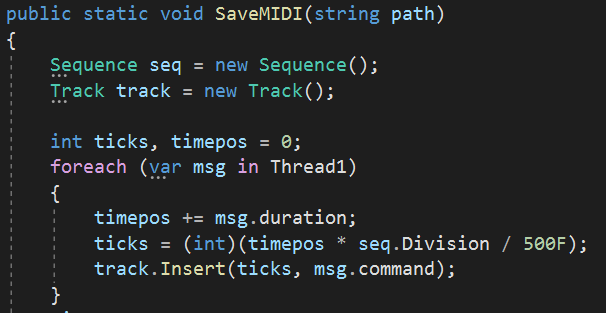 public static void SaveMIDI(string path)
{
Sequence seq = new Sequence();
Track track = new Track();
int ticks, timepos = 0;
foreach (var msg in Thread1)
{
timepos += msg.duration;
ticks = (int)(timepos * seq.Division / 500F);
track.Insert(ticks, msg.command);
}